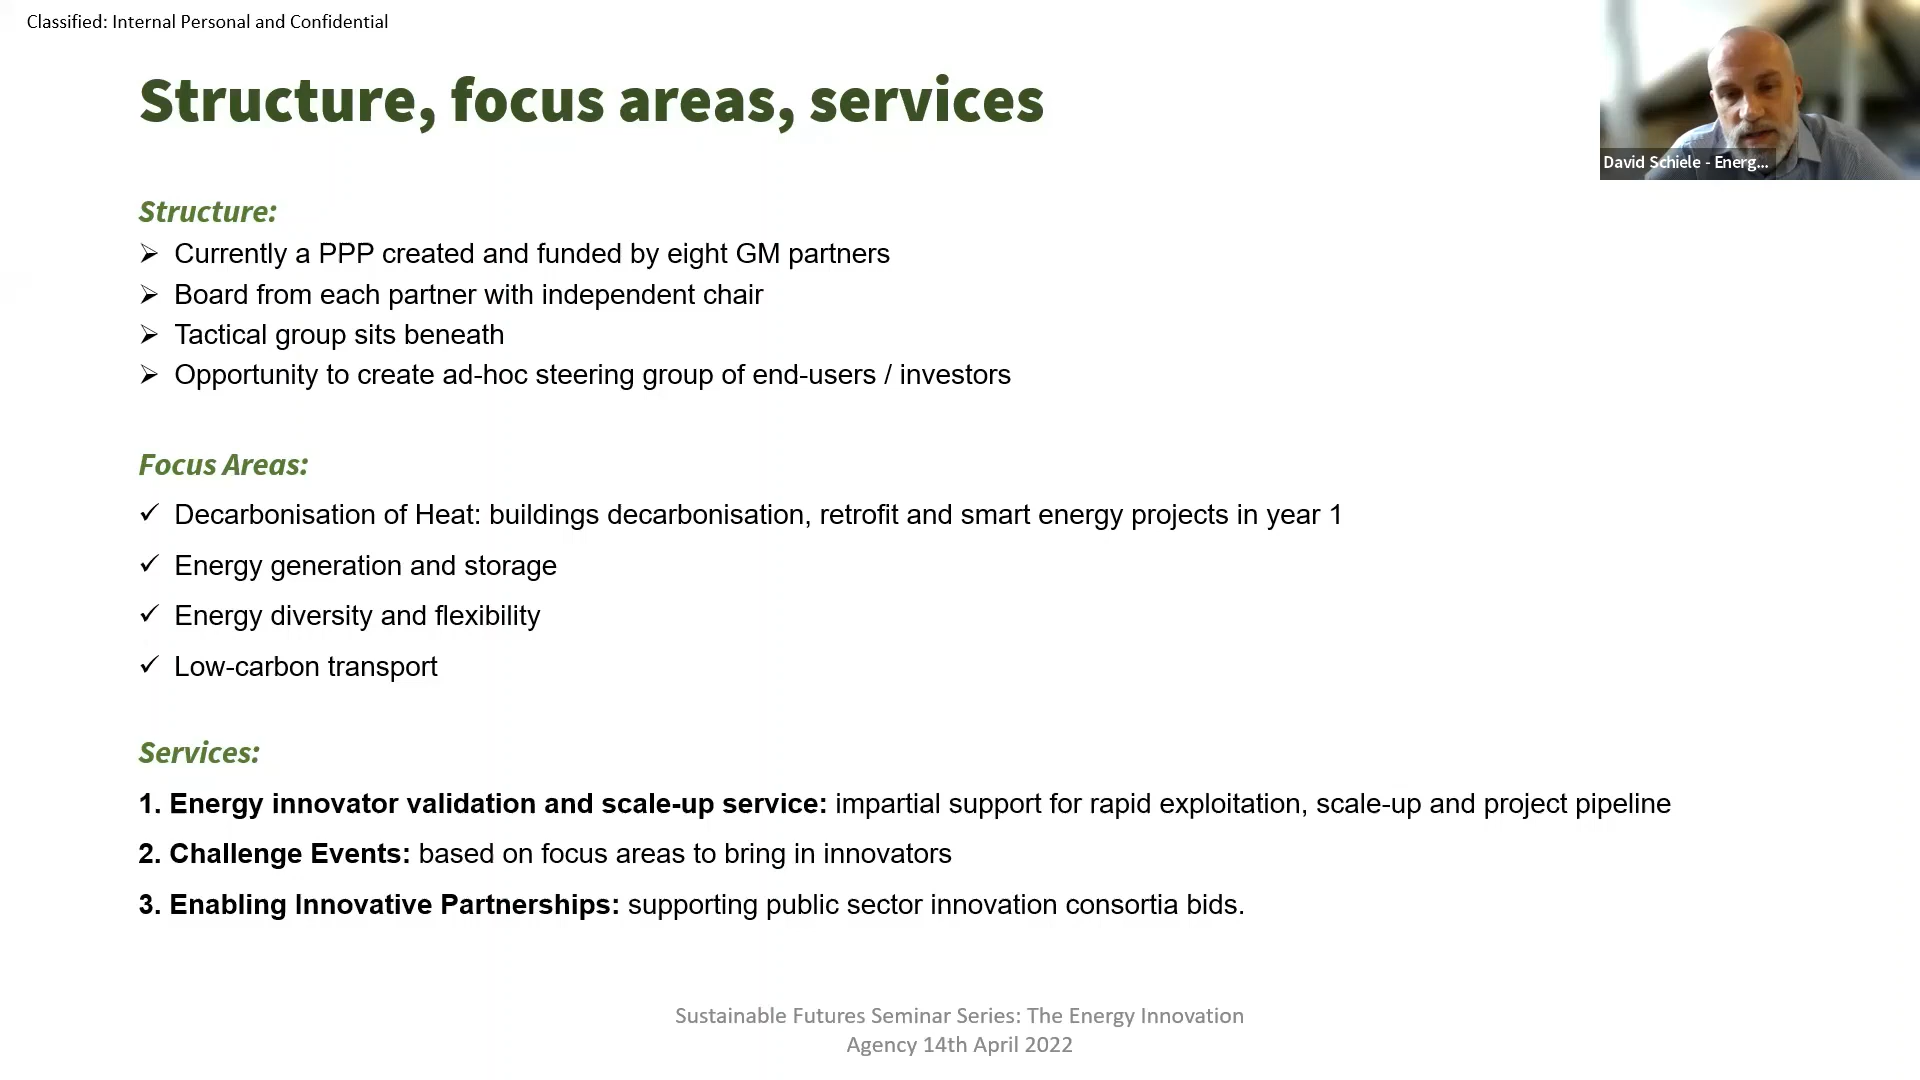 Classified: Internal Personal and Confidential
Structure, focus areas, services
David Schiele - Energ...
Structure:
➢ Currently a PPP created and funded by eight GM partners
➢ Board from each partner with independent chair
➢ Tactical group sits beneath
➢ Opportunity to create ad-hoc steering group of end-users / investors
Focus Areas:
✓ Decarbonisation of Heat: buildings decarbonisation, retrofit and smart energy projects in year 1
✓ Energy generation and storage
✓ Energy diversity and flexibility
✓ Low-carbon transport
Services:
1. Energy innovator validation and scale-up service: impartial support for rapid exploitation, scale-up and project pipeline
2. Challenge Events: based on focus areas to bring in innovators
3. Enabling Innovative Partnerships: supporting public sector innovation consortia bids.
Sustainable Futures Seminar Series: The Energy Innovation
Agency 14th April 2022